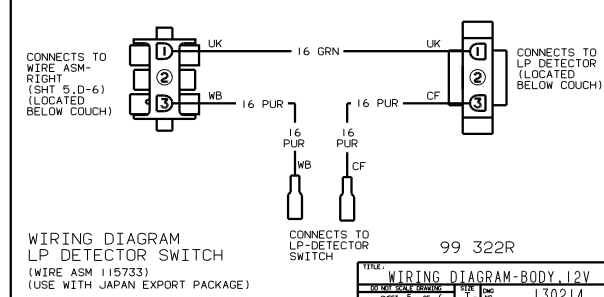 CONNECTS TO
WIRE ASM-
RIGHT
(SHT 5,D-6)
(LOCATED
BELOW COUCH)
1
2
3
UK
16 GRN
UK
WB
16 PUR
16 PUR
CF
1
2
3
CONNECTS TO
LP DETECTOR
(LOCATED
BELOW COUCH)
16
PUR
16
PUR
WB
CF
CONNECTS TO
LP-DETECTOR
SWITCH
WIRING DIAGRAM
LP DETECTOR SWITCH
(WIRE ASM 115733)
(USE WITH JAPAN EXPORT PACKAGE)
99 322R
TITLE:
WIRING DIAGRAM-BODY,12V
DO NOT SCALE DRAWING
SIZE
DWG
NO
130214